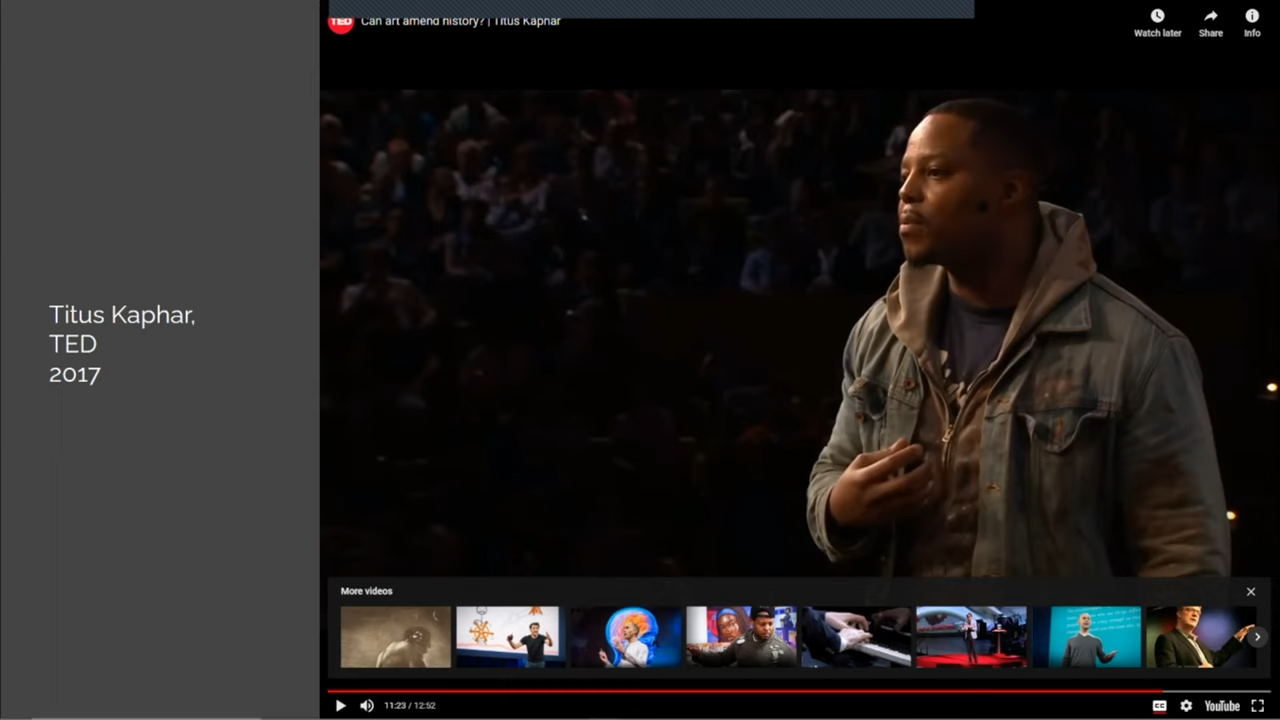 TED Can art amend history? | Titus Kaphar
Watch later
Share
Info
Titus Kaphar,
TED
2017
More videos
11:23 / 12:52
CC
YouTube